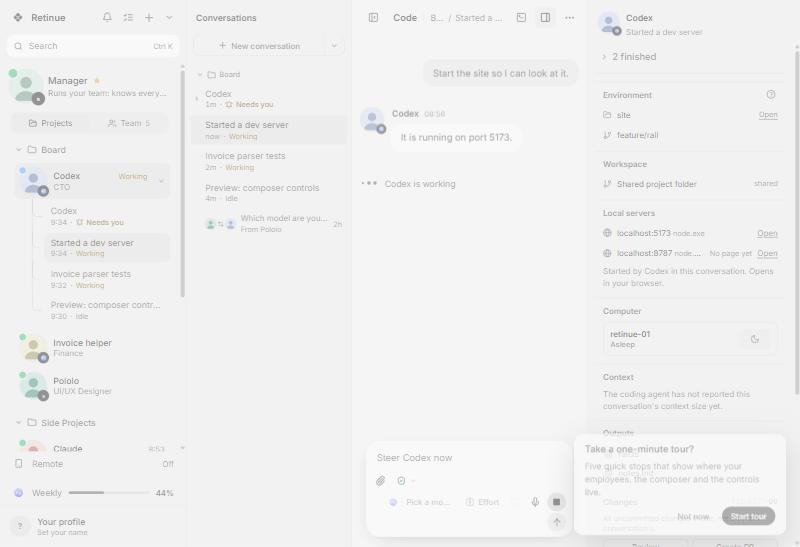 Retinue
Search
Ctrl K
Manager
Runs your team: knows every...
Projects
Team 5
Board
Codex
CTO
Working
Codex
9:34 · Needs you
Started a dev server
9:34 · Working
Invoice parser tests
9:32 · Working
Preview: composer contr...
9:30 · Idle
Invoice helper
Finance
Pololo
UI/UX Designer
Side Projects
Claude
8:53
Remote
Off
Weekly
44%
Your profile
Set your name
Conversations
New conversation
Board
Codex
1m · Needs you
Started a dev server
now · Working
Invoice parser tests
2m · Working
Preview: composer controls
4m · Idle
Which model are you...
From Pololo
2h
Code
B... / Started a ...
Start the site so I can look at it.
Codex 08:56
It is running on port 5173.
Codex is working
Steer Codex now
Pick a mo...
Effort
Codex
Started a dev server
2 finished
Environment
site
Open
feature/rail
Workspace
Shared project folder
shared
Local servers
localhost:5173 node.exe
Open
localhost:8787 node....
No page yet
Open
Started by Codex in this conversation. Opens
in your browser.
Computer
retinue-01
Asleep
Context
The coding agent has not reported this
conversation's context size yet.
Outputs
Take a one-minute tour?
Five quick stops that show where your
employees, the composer and the controls
live.
Changes
Not now
Start tour
conversation's.
Review
Create PR